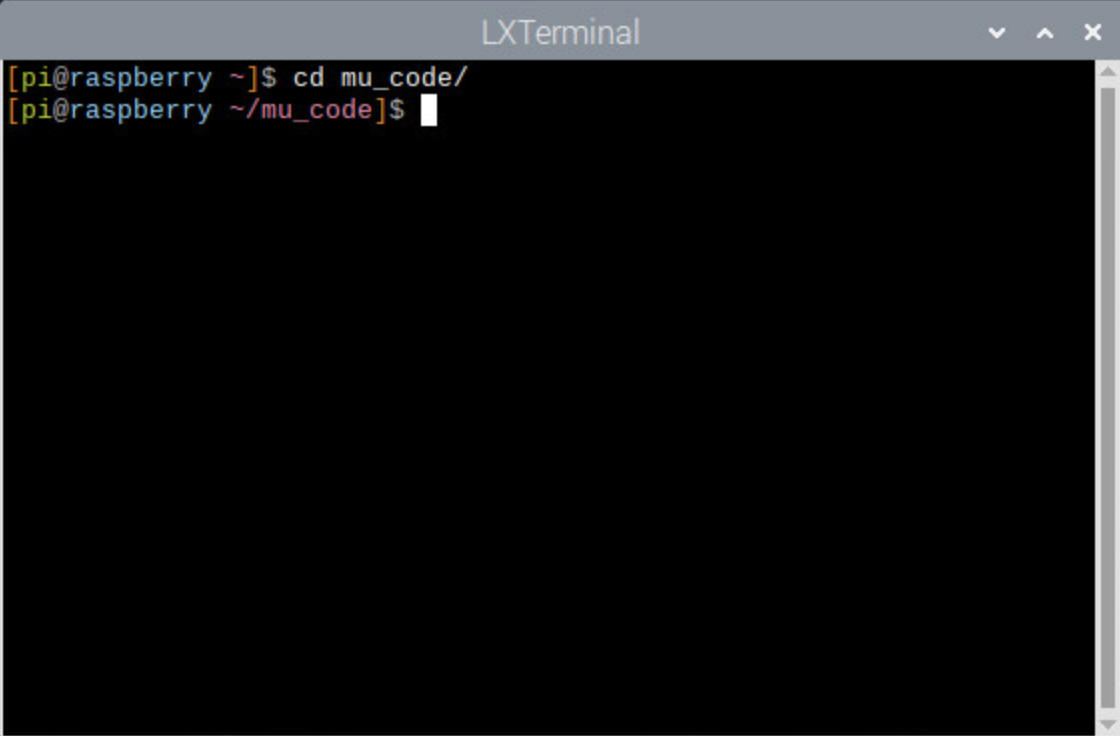 LXTerminal
[pi@raspberry ~]$ cd mu_code/
[pi@raspberry ~/mu_code]$